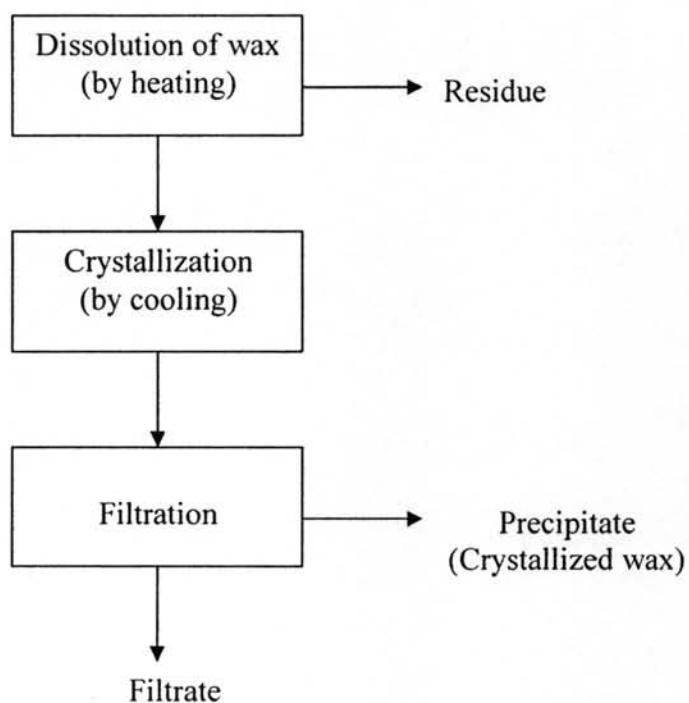 Dissolution of wax
(by heating)
Residue
Crystallization
(by cooling)
Filtration
Precipitate
(Crystallized wax)
Filtrate